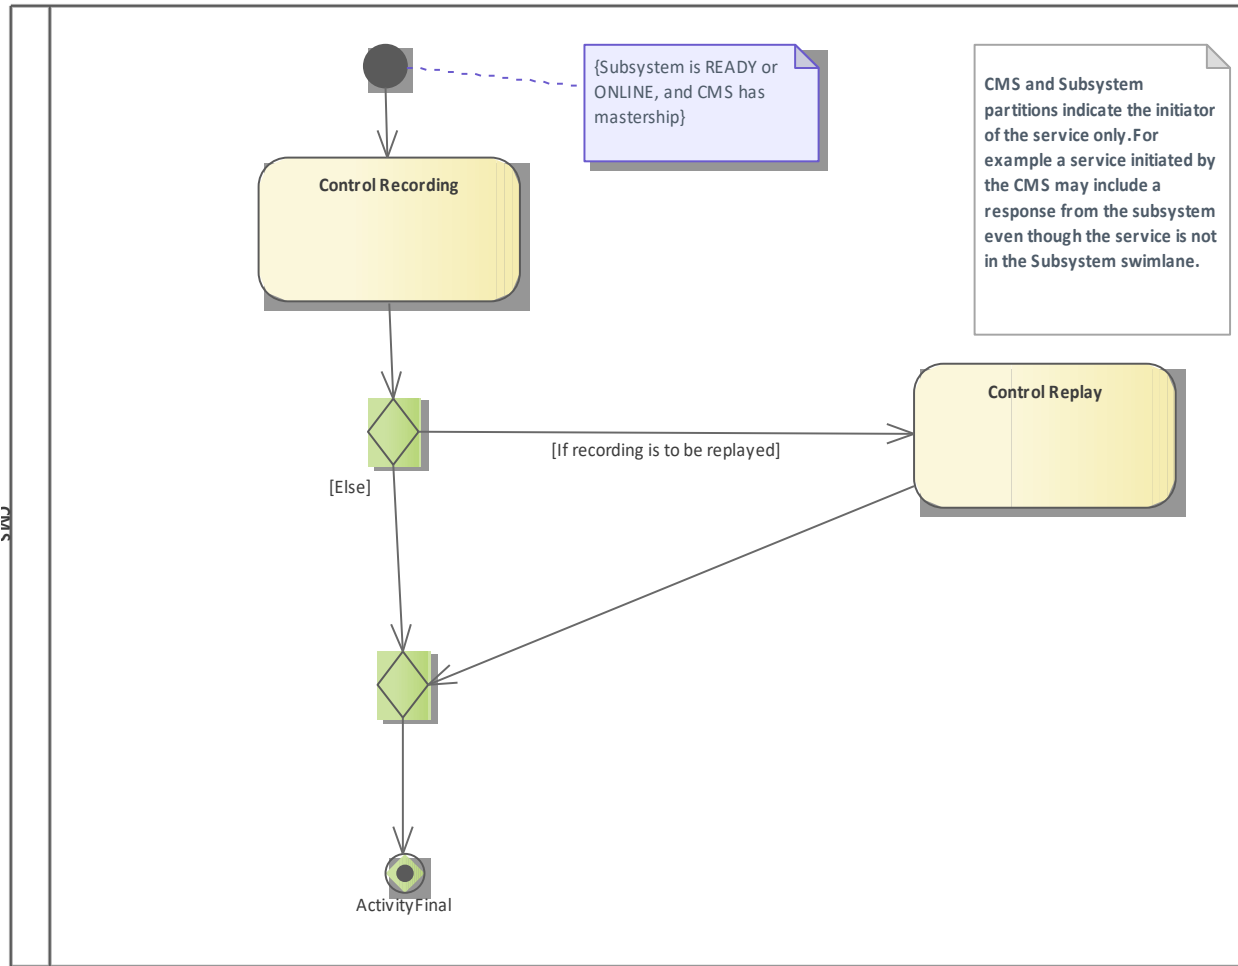 {Subsystem is READY or
ONLINE, and CMS has
mastership}
CMS and Subsystem
partitions indicate the initiator
of the service only.For
example a service initiated by
the CMS may include a
response from the subsystem
even though the service is not
in the Subsystem swimlane.
Control Recording
Control Replay
[If recording is to be replayed]
[Else]
CMS
ActivityFinal